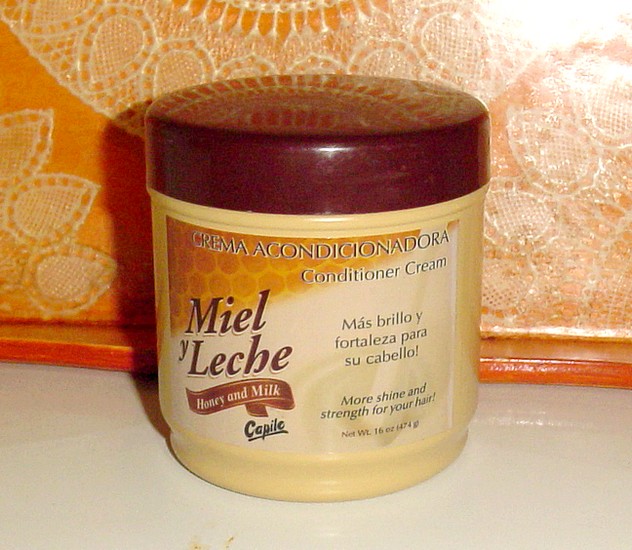 CREMA ACONDICIONADORA
Conditioner Cream
Miel
y Leche
Honey and Milk
Capilo
Más brillo y
fortaleza para
su cabello!
More shine and
strength for your hair!
Net Wt. 16 oz (474 g)